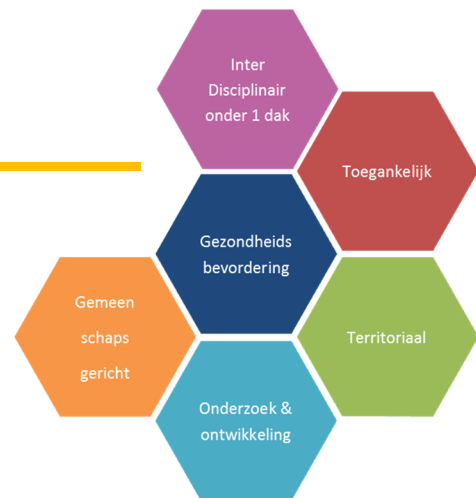 Inter
Disciplinair
onder 1 dak
Toegankelijk
Gezondheids
bevordering
Gemeen
schaps
gericht
Territoriaal
Onderzoek &
ontwikkeling